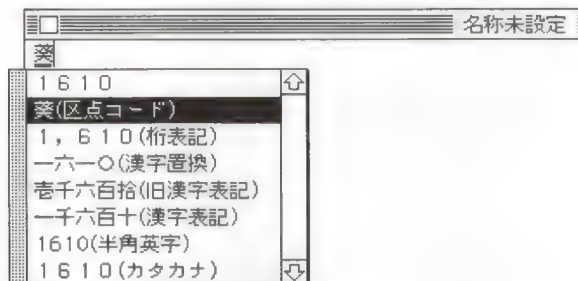 名称未設定
葵
１６１０
葵(区点コード)
１，６１０(桁表記)
一六一〇(漢字置換)
壱千六百拾(旧漢字表記)
一千六百十(漢字表記)
1610(半角英字)
１６１０(カタカナ)